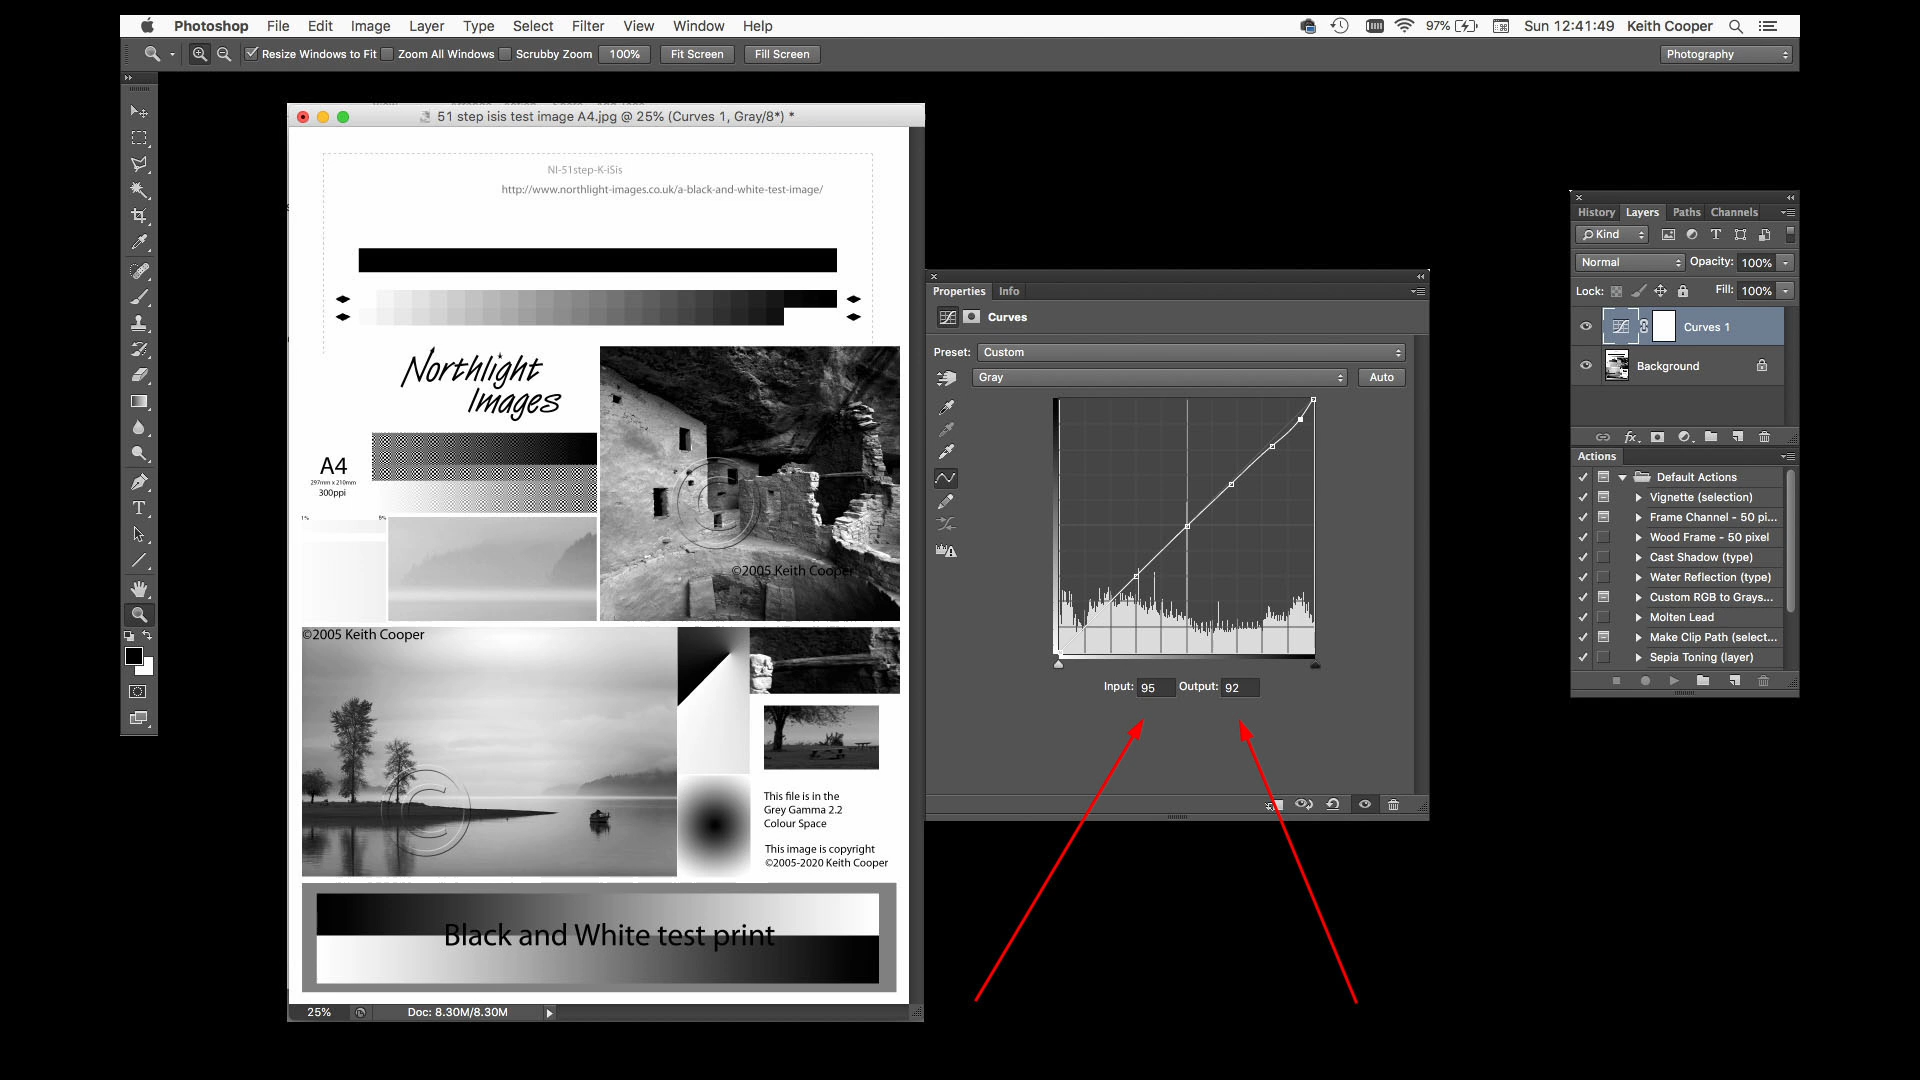 Photoshop File Edit Image Layer Type Select Filter View Window Help
97% Sun 12:41:49 Keith Cooper
Resize Windows to Fit Zoom All Windows Scrubby Zoom 100% Fit Screen Fill Screen
Photography
51 step isis test image A4.jpg @ 25% (Curves 1, Gray/8*) *
NI-51step-K-iSis
http://www.northlight-images.co.uk/a-black-and-white-test-image/
Northlight
Images
A4
297mm x 210mm
300ppi
1%
©2005 Keith Cooper
©2005 Keith Cooper
This file is in the
Grey Gamma 2.2
Colour Space
This image is copyright
©2005-2020 Keith Cooper
Black and White test print
25% Doc: 8.30M/8.30M
Properties Info
Curves
Preset: Custom
Gray Auto
Input: 95 Output: 92
History Layers Paths Channels
Kind
Normal Opacity: 100%
Lock: Fill: 100%
Curves 1
Background
Actions
Default Actions
Vignette (selection)
Frame Channel - 50 pi...
Wood Frame - 50 pixel
Cast Shadow (type)
Water Reflection (type)
Custom RGB to Grays...
Molten Lead
Make Clip Path (select...
Sepia Toning (layer)